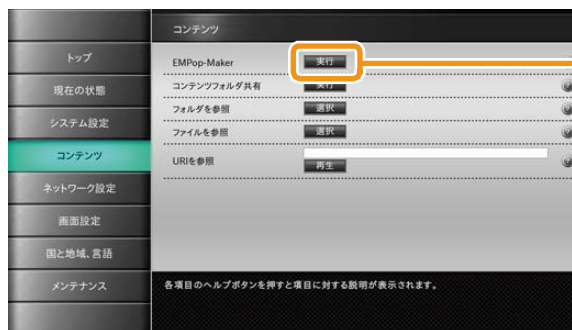 コンテンツ
トップ
現在の状態
システム設定
コンテンツ
ネットワーク設定
画面設定
国と地域、言語
メンテナンス
EMPop-Maker 実行
コンテンツフォルダ共有 実行
フォルダを参照 選択
ファイルを参照 選択
URIを参照
再生
各項目のヘルプボタンを押すと項目に対する説明が表示されます。